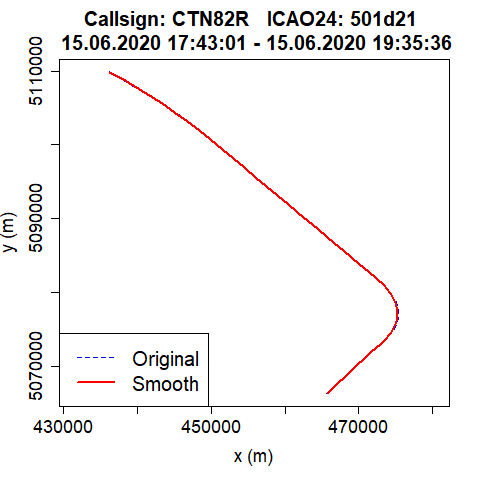 Callsign: CTN82R   ICAO24: 501d21
15.06.2020 17:43:01 - 15.06.2020 19:35:36
5110000
5090000
5070000
y (m)
Original
Smooth
430000
450000
470000
x (m)